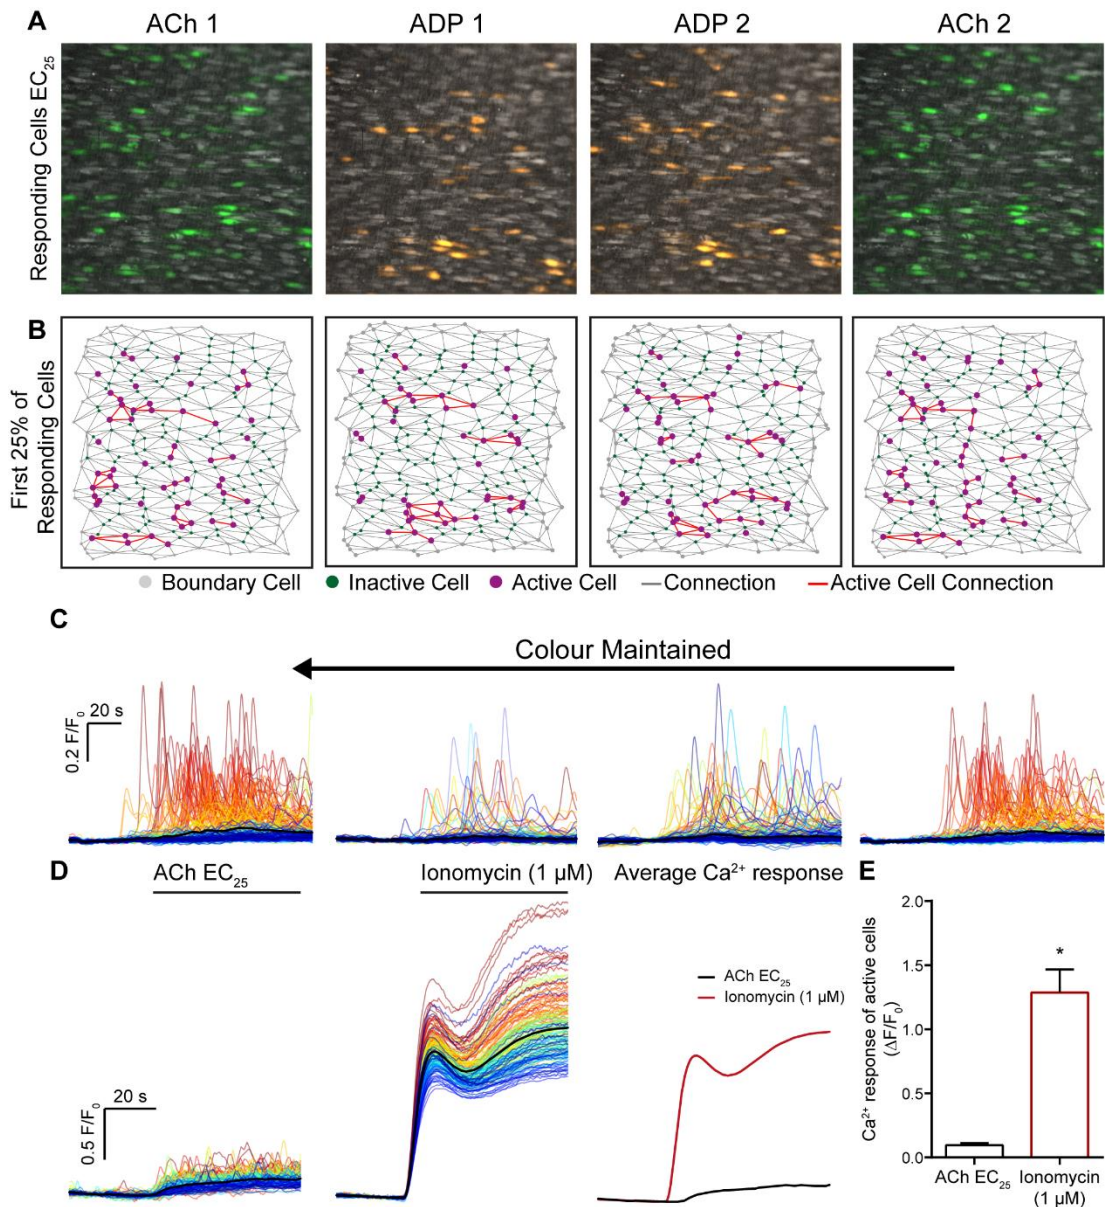 A
ACh 1
ADP 1
ADP 2
ACh 2
Responding Cells EC25
B
First 25% of
Responding Cells
Boundary Cell
Inactive Cell
Active Cell
Connection
Active Cell Connection
C
Colour Maintained
20 s
0.2 F/F0
D
ACh EC25
Ionomycin (1 µM)
Average Ca2+ response
20 s
0.5 F/F0
ACh EC25
Ionomycin (1 µM)
E
Ca2+ response of active cells
(ΔF/F0)
2.0
1.5
1.0
0.5
0.0
*
ACh EC25
Ionomycin
(1 µM)